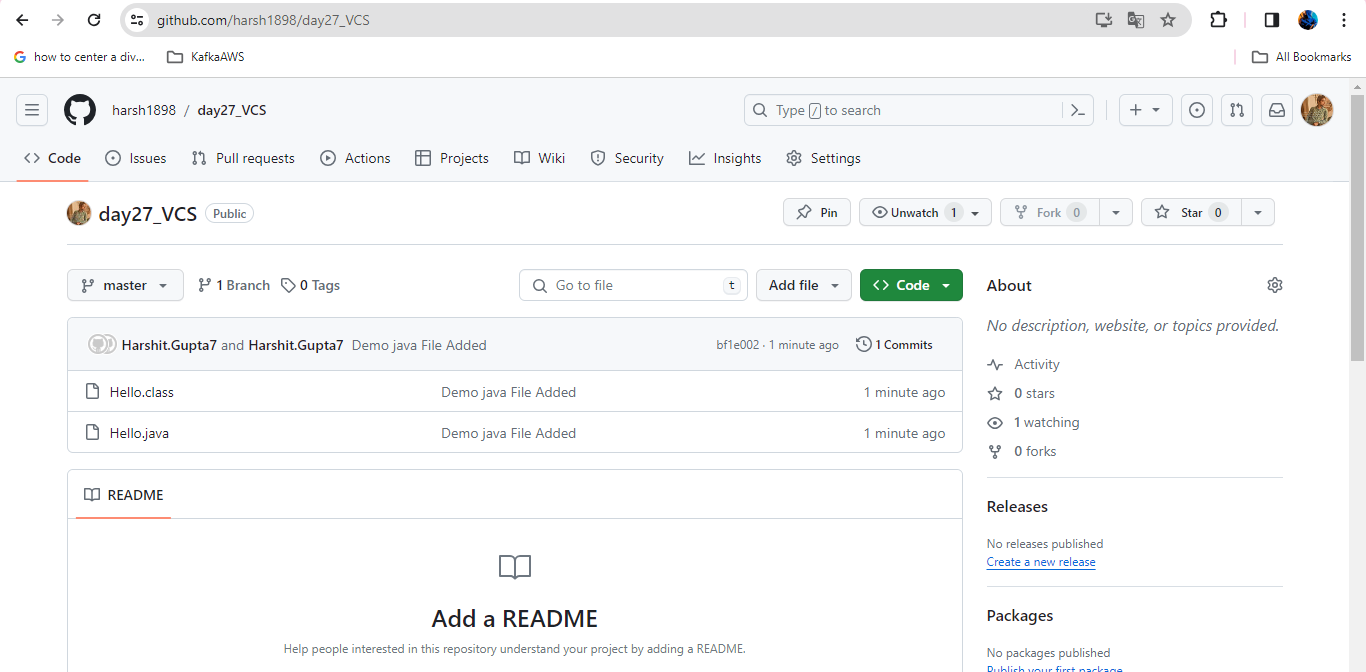 github.com/harsh1898/day27_VCS
how to center a div... KafkaAWS All Bookmarks
harsh1898 / day27_VCS Type / to search
Code Issues Pull requests Actions Projects Wiki Security Insights Settings
day27_VCS Public Pin Unwatch 1 Fork 0 Star 0
master 1 Branch 0 Tags Go to file t Add file Code About
No description, website, or topics provided.
Harshit.Gupta7 and Harshit.Gupta7 Demo java File Added bf1e002 · 1 minute ago 1 Commits
Activity
Hello.class Demo java File Added 1 minute ago
0 stars
1 watching
Hello.java Demo java File Added 1 minute ago
0 forks
README
Releases
No releases published
Create a new release
Add a README
Help people interested in this repository understand your project by adding a README.
Packages
No packages published
Publish your first package